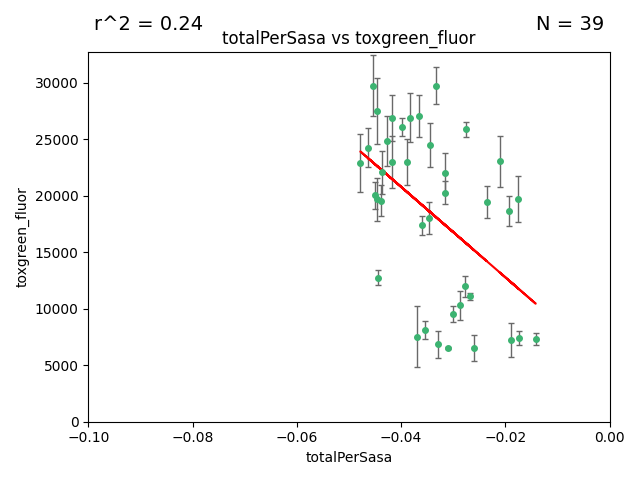 r^2 = 0.24
N = 39
totalPerSasa vs toxgreen_fluor
30000
25000
20000
15000
10000
5000
0
toxgreen_fluor
−0.10
−0.08
−0.06
−0.04
−0.02
0.00
totalPerSasa